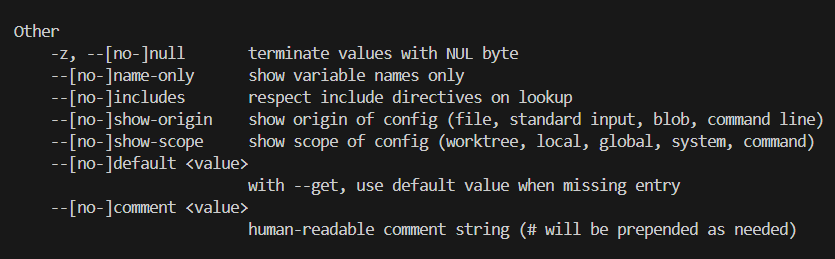 Other
    -z, --[no-]null       terminate values with NUL byte
    --[no-]name-only      show variable names only
    --[no-]includes       respect include directives on lookup
    --[no-]show-origin    show origin of config (file, standard input, blob, command line)
    --[no-]show-scope     show scope of config (worktree, local, global, system, command)
    --[no-]default <value>
                          with --get, use default value when missing entry
    --[no-]comment <value>
                          human-readable comment string (# will be prepended as needed)